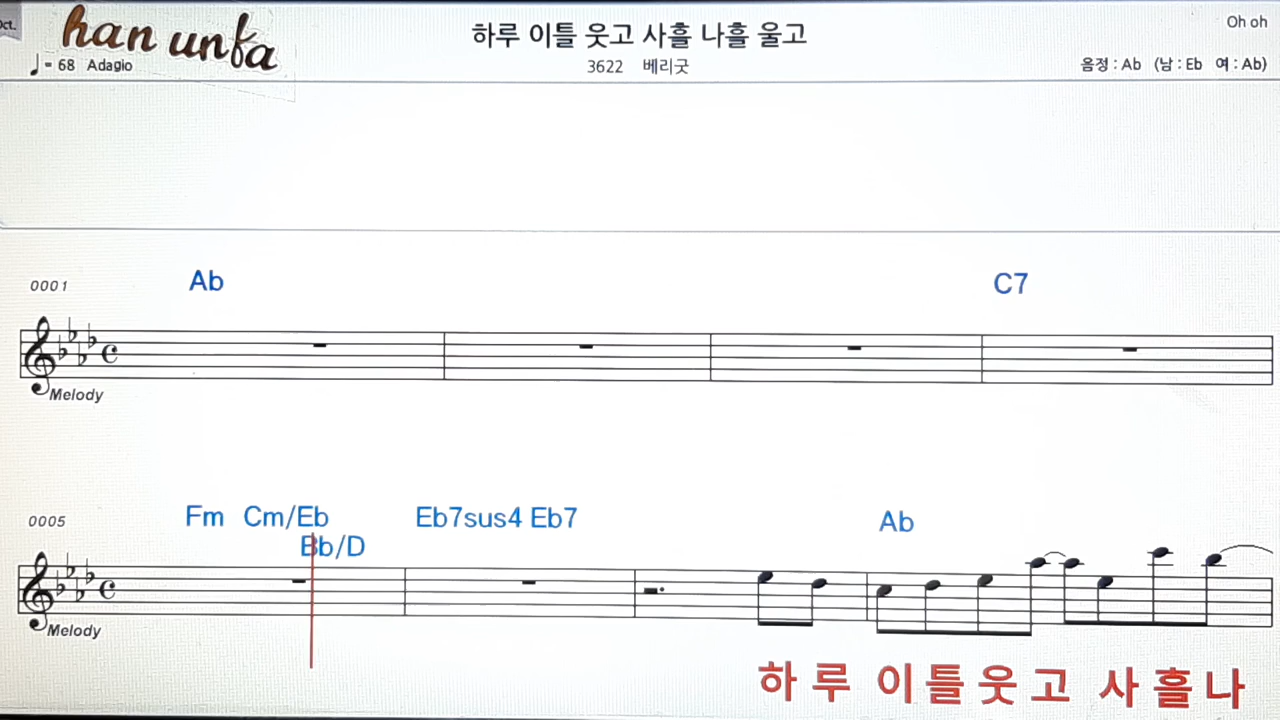 Oct.
han unfa
하루 이틀 웃고 사흘 나흘 울고
Oh oh
♩= 68 Adagio
3622 베리굿
음정 : Ab (남 : Eb 여 : Ab)
0001 Ab C7
Melody
0005 Fm Cm/Eb Eb7sus4 Eb7 Ab
Bb/D
Melody
하 루 이 틀 웃 고 사 흘 나